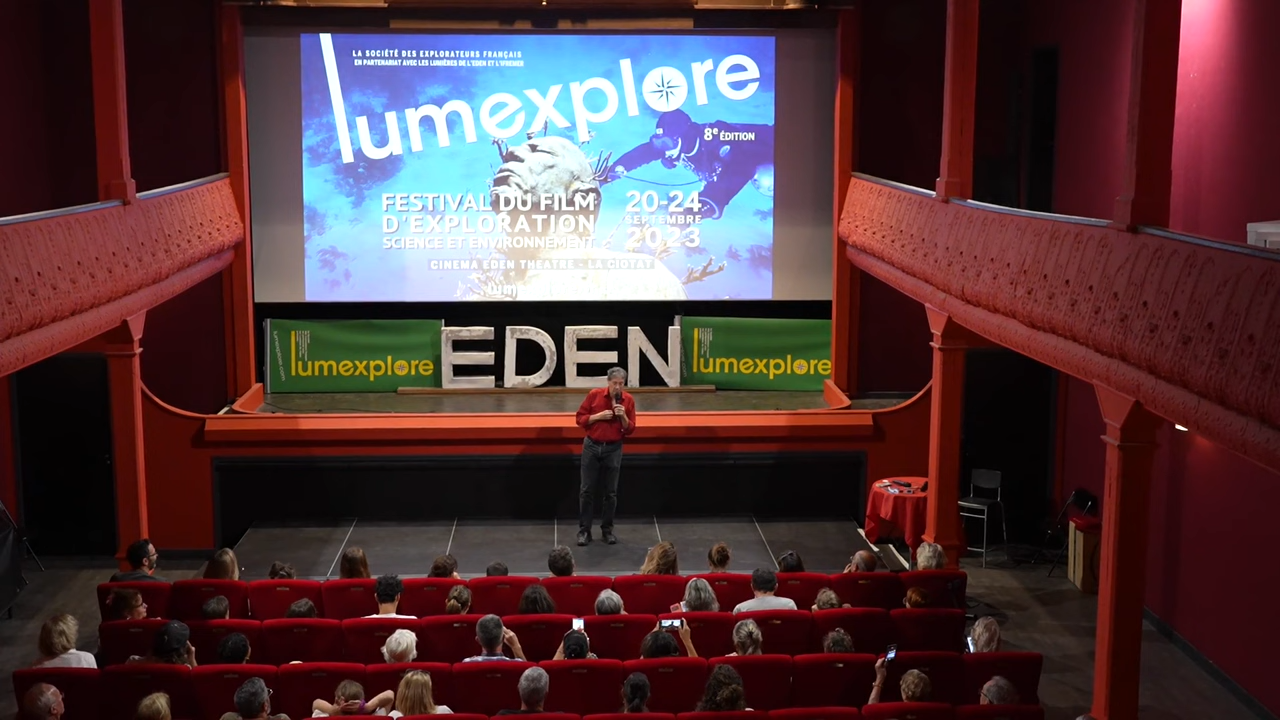 LA SOCIÉTÉ DES EXPLORATEURS FRANÇAIS
EN PARTENARIAT AVEC LES LUMIÈRES DE L'EDEN ET L'IFREMER
lumexplore
8e ÉDITION
FESTIVAL DU FILM
D'EXPLORATION
SCIENCE ET ENVIRONNEMENT
20-24
SEPTEMBRE
2023
CINEMA EDEN THEATRE - LA CIOTAT
lumexplore
EDEN
lumexplore